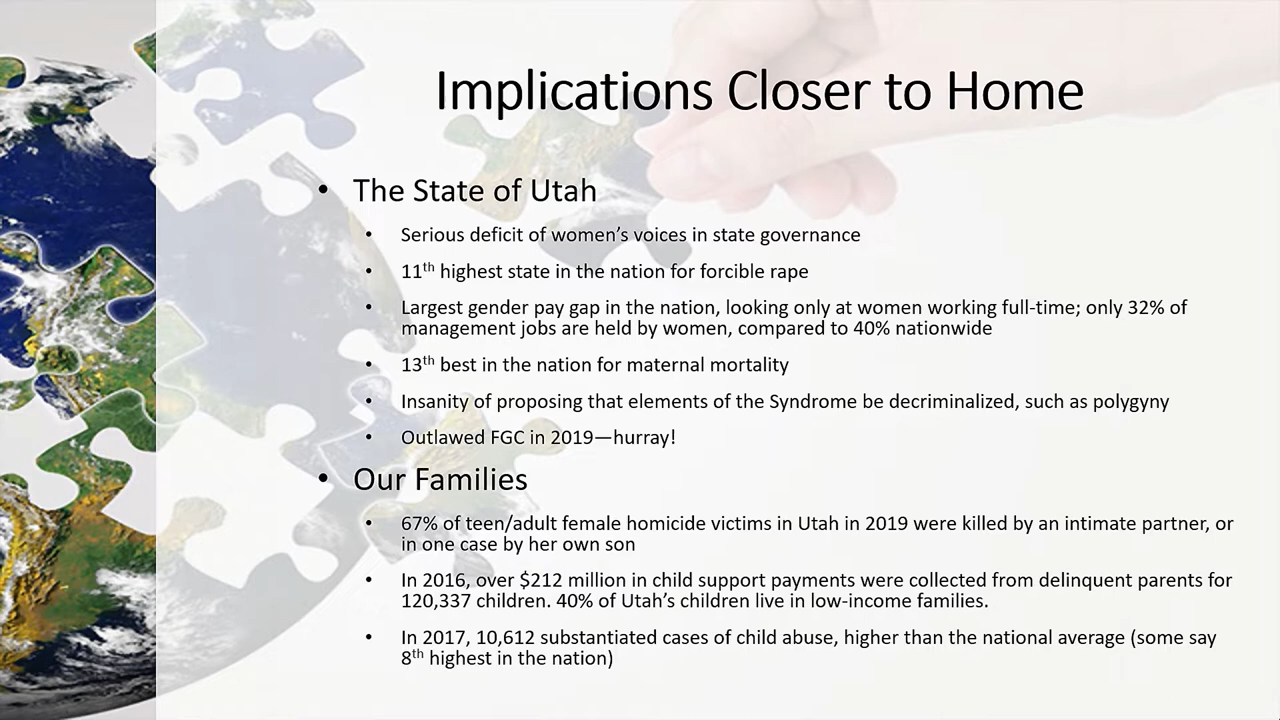 Implications Closer to Home
• The State of Utah
• Serious deficit of women’s voices in state governance
• 11th highest state in the nation for forcible rape
• Largest gender pay gap in the nation, looking only at women working full-time; only 32% of
management jobs are held by women, compared to 40% nationwide
• 13th best in the nation for maternal mortality
• Insanity of proposing that elements of the Syndrome be decriminalized, such as polygyny
• Outlawed FGC in 2019—hurray!
• Our Families
• 67% of teen/adult female homicide victims in Utah in 2019 were killed by an intimate partner, or
in one case by her own son
• In 2016, over $212 million in child support payments were collected from delinquent parents for
120,337 children. 40% of Utah’s children live in low-income families.
• In 2017, 10,612 substantiated cases of child abuse, higher than the national average (some say
8th highest in the nation)